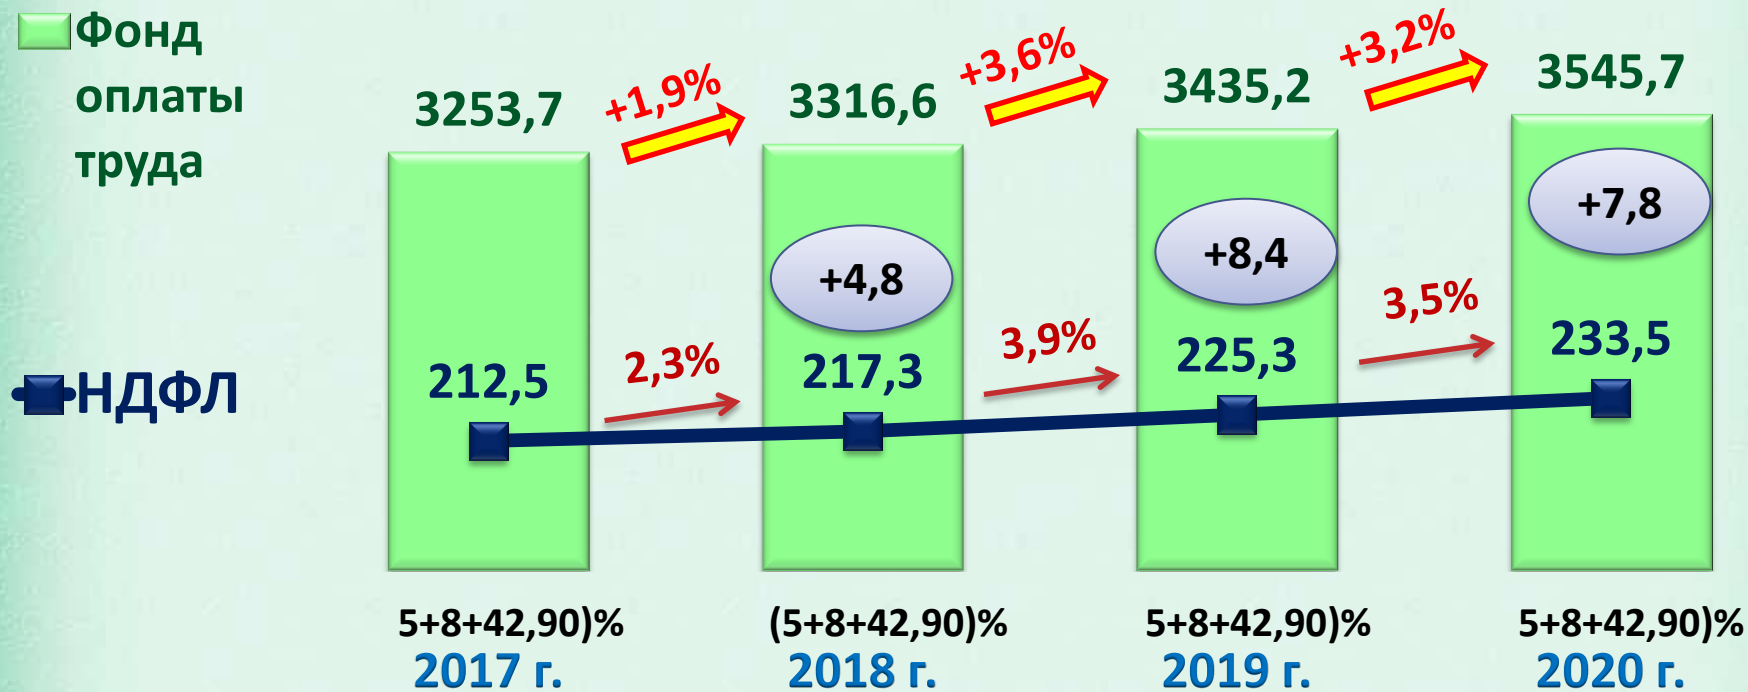 Фонд
оплаты
труда
3253,7
+1,9%
3316,6
+3,6%
3435,2
+3,2%
3545,7
+4,8
+8,4
+7,8
НДФЛ
212,5
2,3%
217,3
3,9%
225,3
3,5%
233,5
5+8+42,90)%
(5+8+42,90)%
5+8+42,90)%
5+8+42,90)%
2017 г.
2018 г.
2019 г.
2020 г.